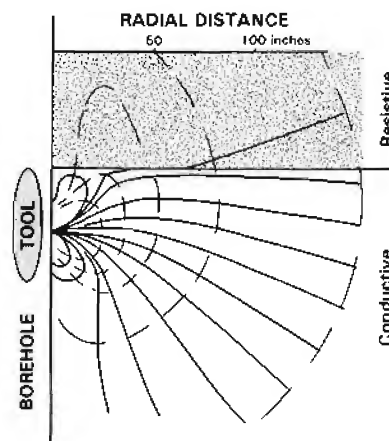 RADIAL DISTANCE
50 100 inches
Resistive
TOOL
Conductive
BOREHOLE